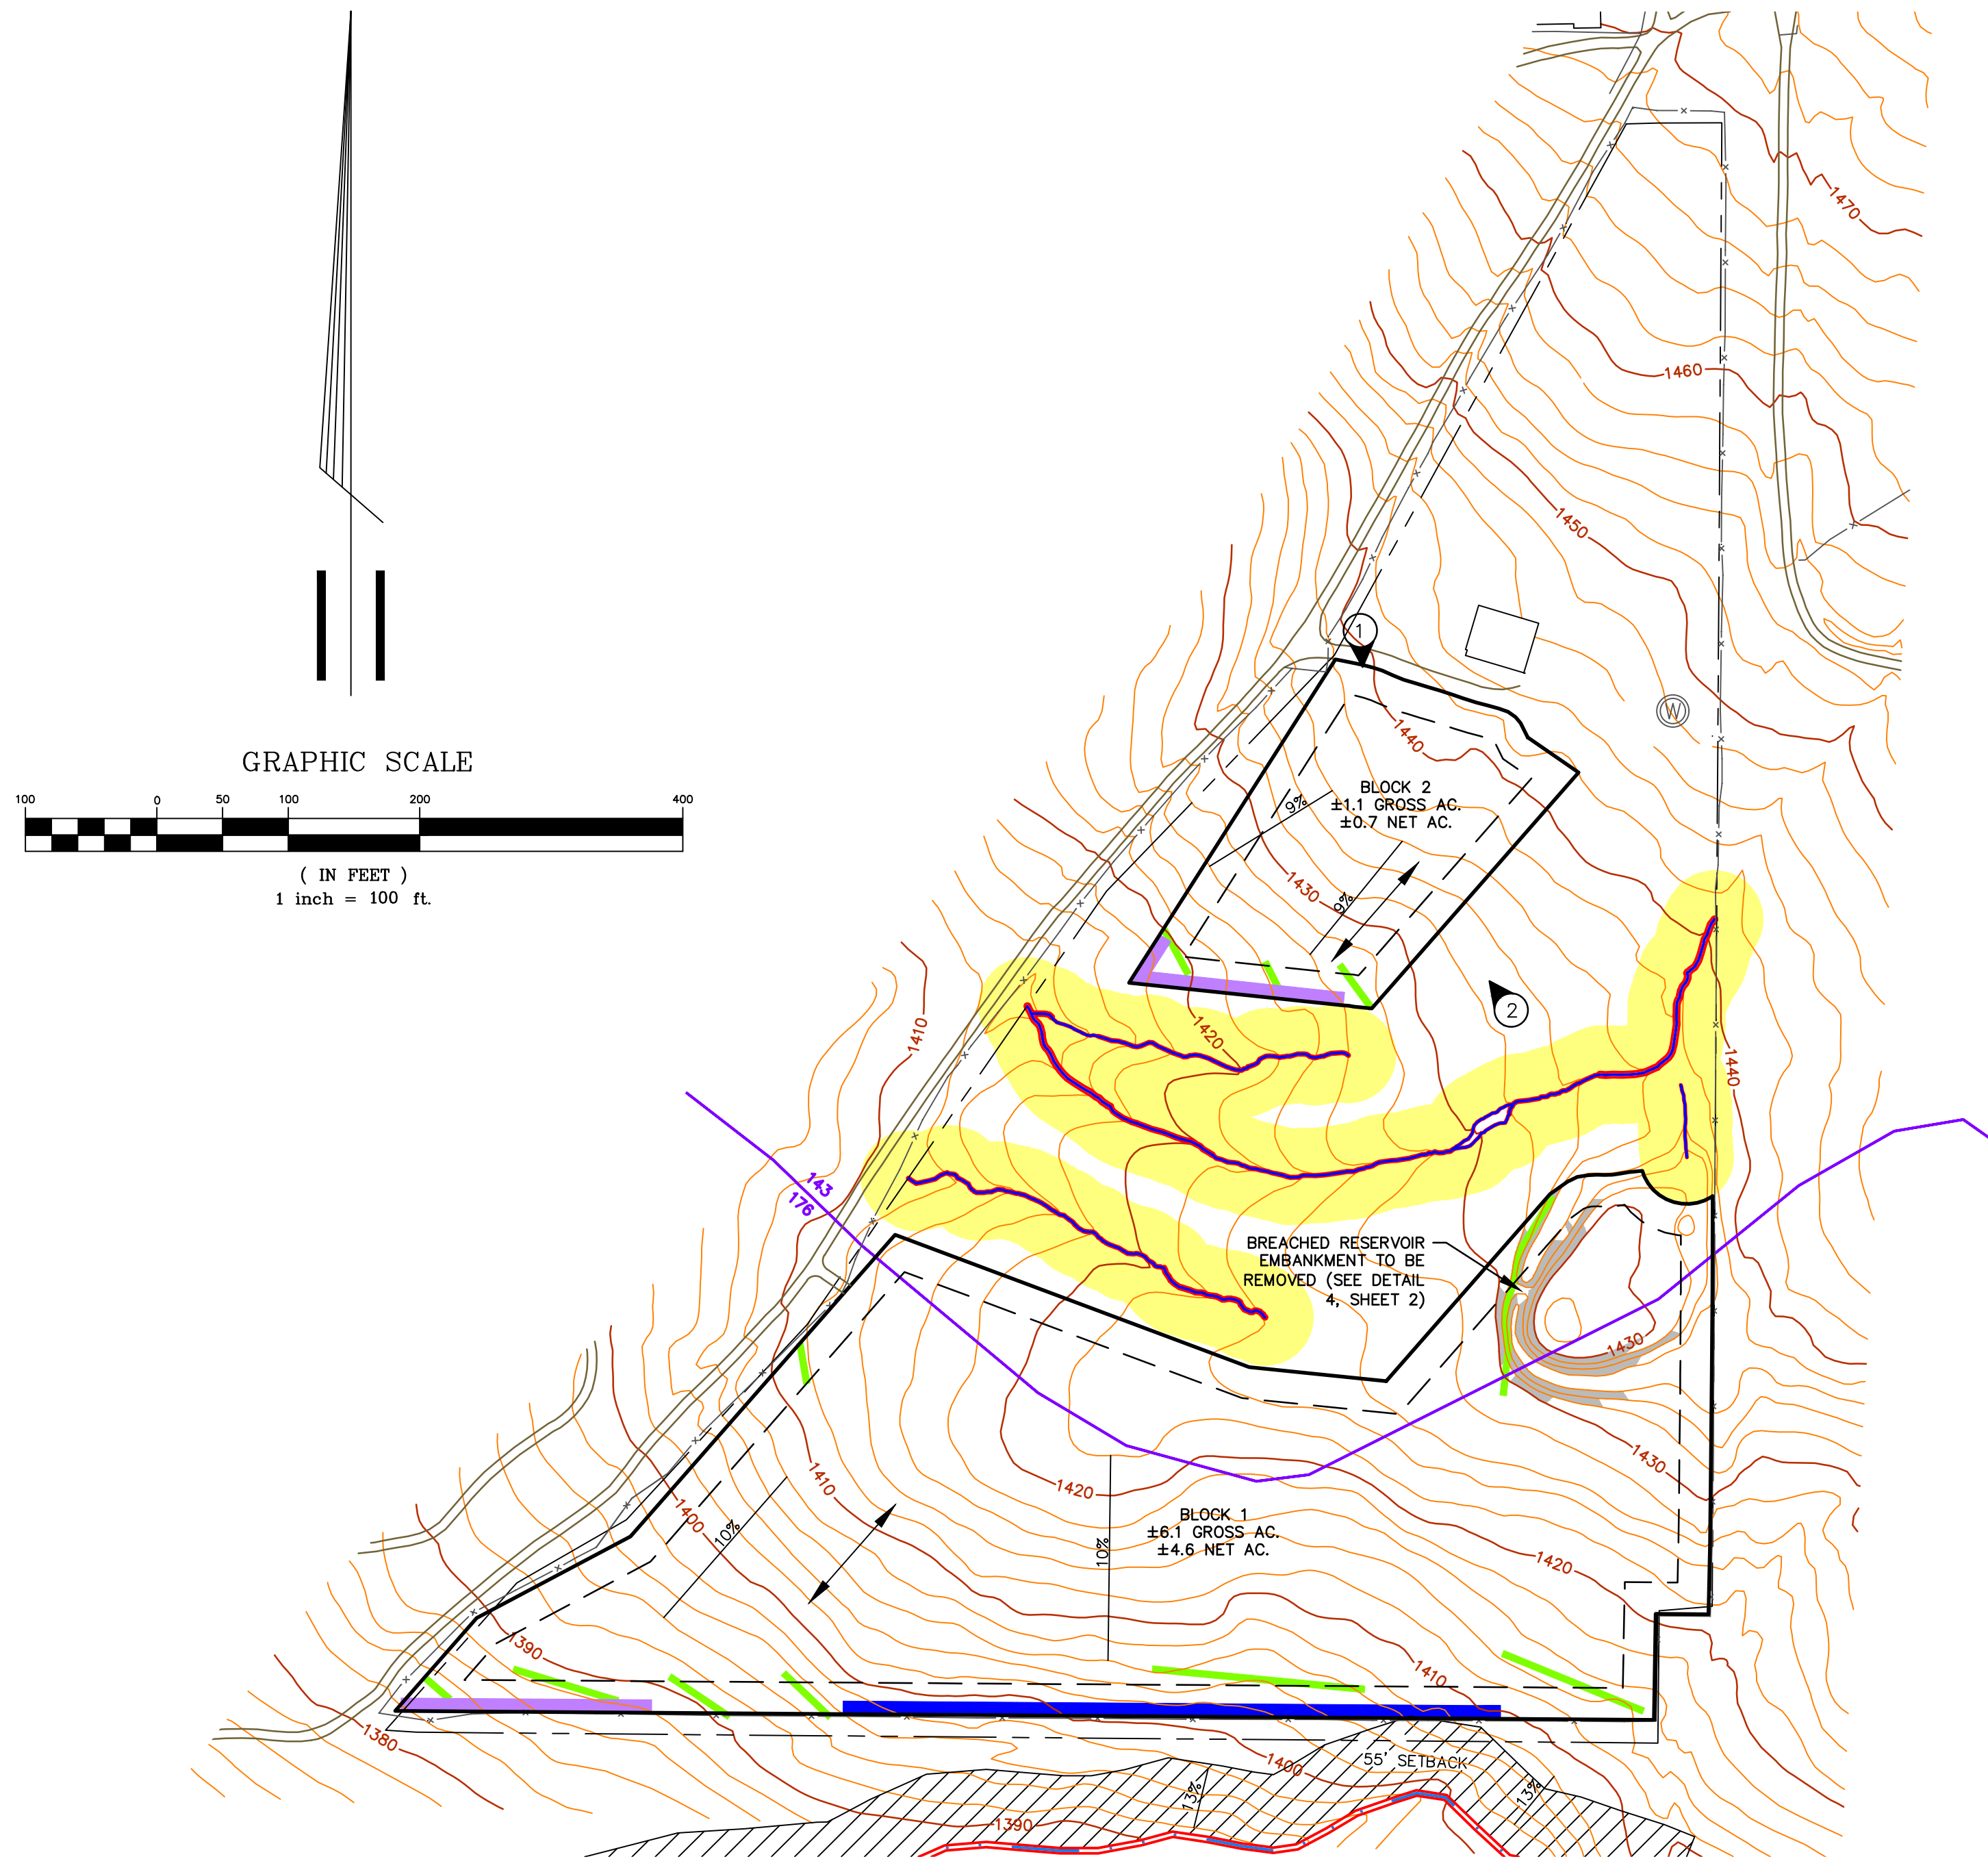 1470
1460
1450
1
W
GRAPHIC SCALE
100 0 50 100 200 400
( IN FEET )
1 inch = 100 ft.
1440
9%
BLOCK 2
±1.1 GROSS AC.
±0.7 NET AC.
1430
9%
2
1410
1420
1440
143
176
BREACHED RESERVOIR
EMBANKMENT TO BE
REMOVED (SEE DETAIL
4, SHEET 2)
1430
1430
1410
1420
1400
10%
BLOCK 1
±6.1 GROSS AC.
±4.6 NET AC.
10%
1420
1390
1410
1380
55' SETBACK
1400
13%
13%
1390